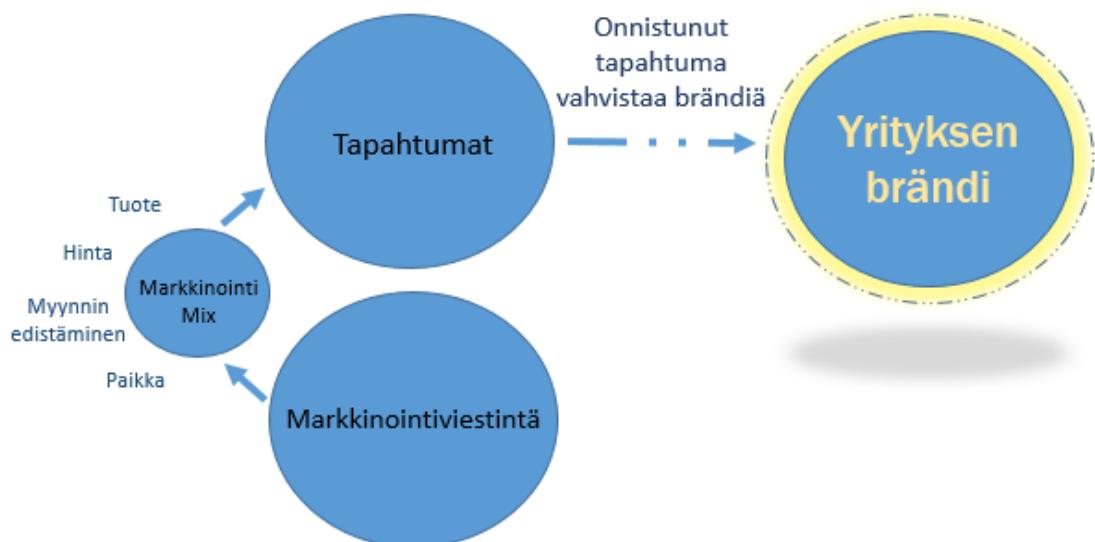 Onnistunut
tapahtuma
vahvistaa brändiä
Tapahtumat
Yrityksen
brändi
Tuote
Hinta
Markkinointi
Mix
Myynnin
edistäminen
Paikka
Markkinointiviestintä